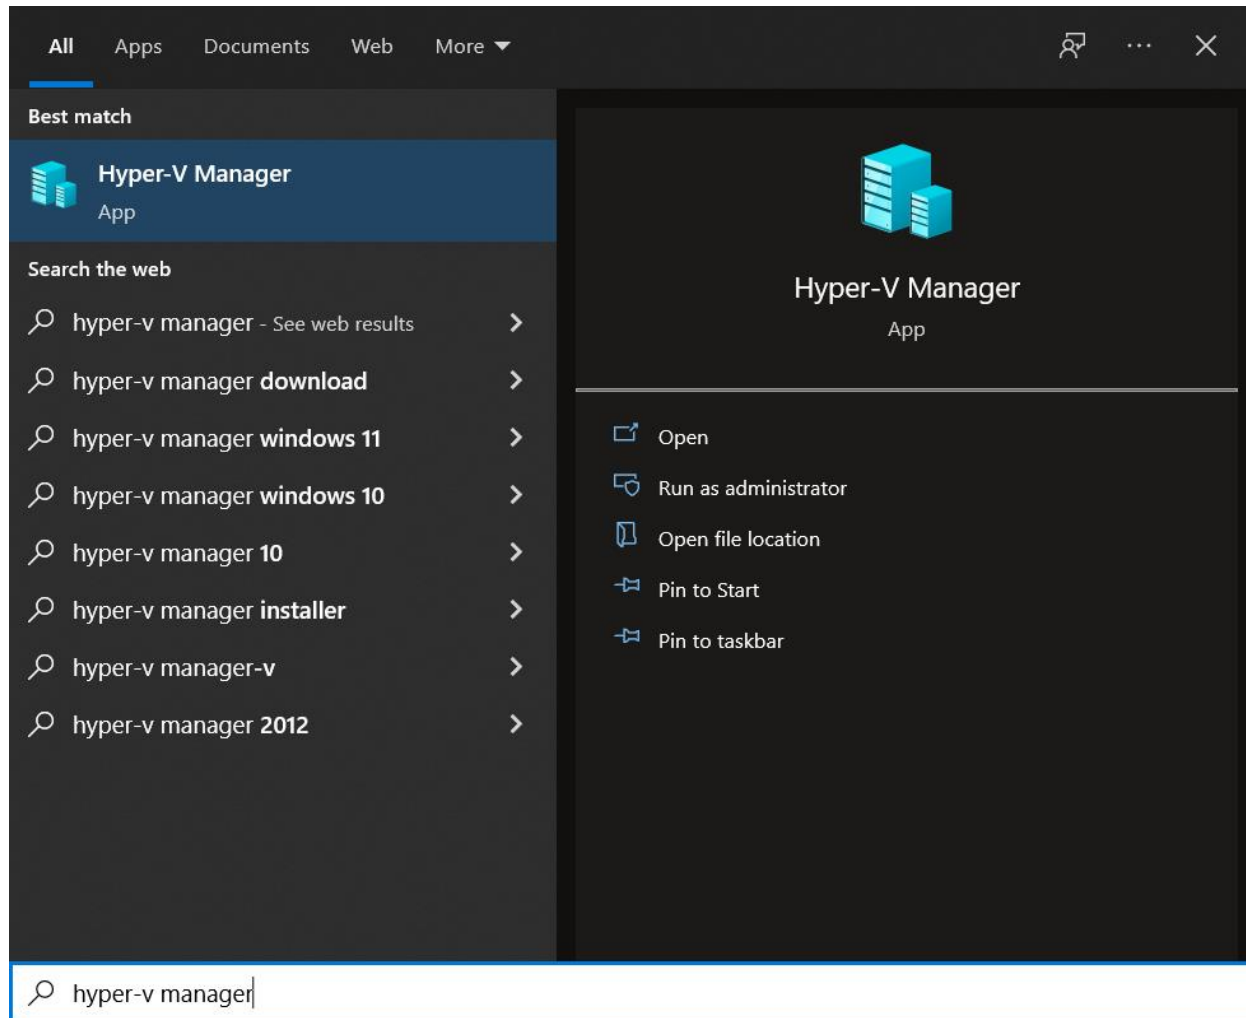 All Apps Documents Web More
Best match
Hyper-V Manager
App
Search the web
hyper-v manager - See web results
hyper-v manager download
hyper-v manager windows 11
hyper-v manager windows 10
hyper-v manager 10
hyper-v manager installer
hyper-v manager-v
hyper-v manager 2012
Hyper-V Manager
App
Open
Run as administrator
Open file location
Pin to Start
Pin to taskbar
hyper-v manager